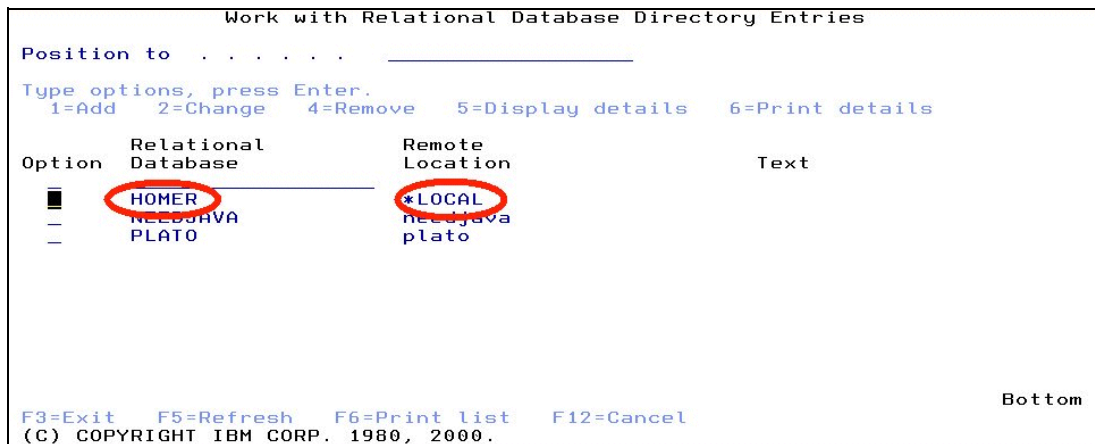 Work with Relational Database Directory Entries
Position to . . . . . .
Type options, press Enter.
1=Add 2=Change 4=Remove 5=Display details 6=Print details
Relational Remote
Option Database Location Text
HOMER *LOCAL
NEEDJAVA needjava
PLATO plato
Bottom
F3=Exit F5=Refresh F6=Print list F12=Cancel
(C) COPYRIGHT IBM CORP. 1980, 2000.